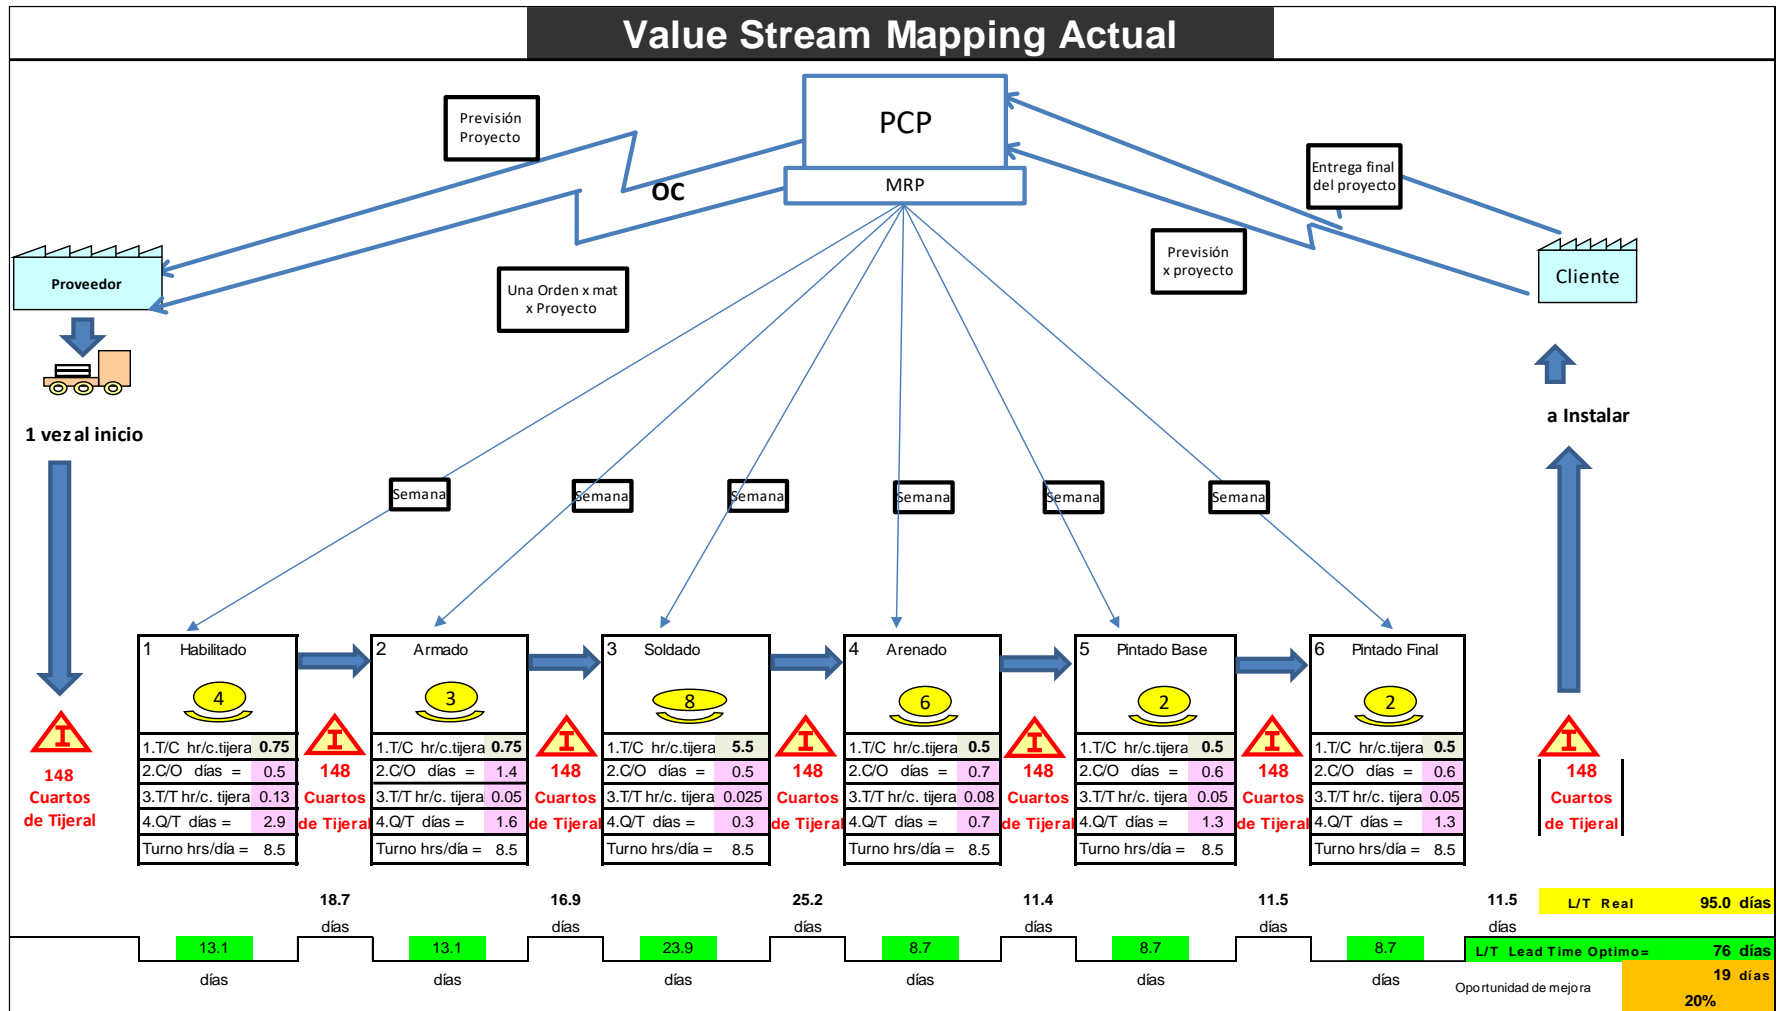 Value Stream Mapping Actual
Previsión
Proyecto
PCP
MRP
OC
Entrega final
del proyecto
Previsión
x proyecto
Una Orden x mat
x Proyecto
Proveedor
Cliente
1 vez al inicio
a Instalar
Semana
Semana
Semana
Semana
Semana
Semana
I
148
Cuartos
de Tijeral
1 Habilitado
4
1.T/C hr/c.tijera 0.75
2.C/O días = 0.5
3.T/T hr/c. tijera 0.13
4.Q/T días = 2.9
Turno hrs/día = 8.5
I
148
Cuartos
de Tijeral
2 Armado
3
1.T/C hr/c.tijera 0.75
2.C/O días = 1.4
3.T/T hr/c. tijera 0.05
4.Q/T días = 1.6
Turno hrs/día = 8.5
I
148
Cuartos
de Tijeral
3 Soldado
8
1.T/C hr/c.tijera 5.5
2.C/O días = 0.5
3.T/T hr/c. tijera 0.025
4.Q/T días = 0.3
Turno hrs/día = 8.5
I
148
Cuartos
de Tijeral
4 Arenado
6
1.T/C hr/c.tijera 0.5
2.C/O días = 0.7
3.T/T hr/c. tijera 0.08
4.Q/T días = 0.7
Turno hrs/día = 8.5
I
148
Cuartos
de Tijeral
5 Pintado Base
2
1.T/C hr/c.tijera 0.5
2.C/O días = 0.6
3.T/T hr/c. tijera 0.05
4.Q/T días = 1.3
Turno hrs/día = 8.5
I
148
Cuartos
de Tijeral
6 Pintado Final
2
1.T/C hr/c.tijera 0.5
2.C/O días = 0.6
3.T/T hr/c. tijera 0.05
4.Q/T días = 1.3
Turno hrs/día = 8.5
I
148
Cuartos
de Tijeral
18.7 16.9 25.2 11.4 11.5 11.5 L/T Real 95.0 días
días días días días días días
13.1 13.1 23.9 8.7 8.7 8.7 L/T Lead Time Optimo= 76 días
días días días días días días
19 días
Oportunidad de mejora
20%